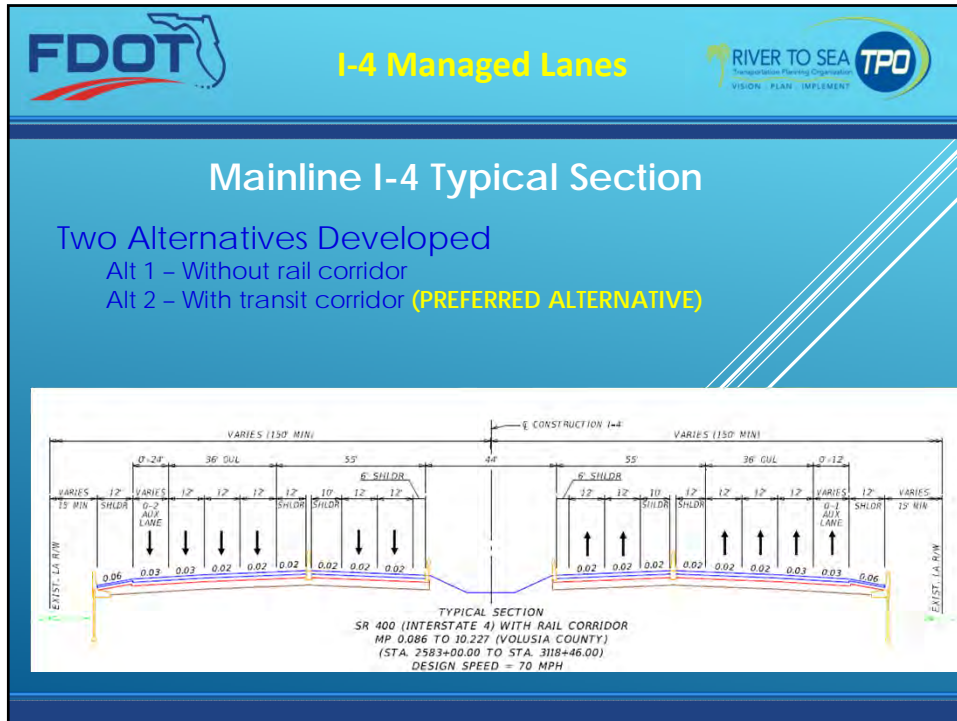 FDOT
I-4 Managed Lanes
RIVER TO SEA TPO
Transportation Planning Organization
VISION . PLAN . IMPLEMENT
Mainline I-4 Typical Section
Two Alternatives Developed
Alt 1 – Without rail corridor
Alt 2 – With transit corridor (PREFERRED ALTERNATIVE)
℄ CONSTRUCTION I-4
VARIES (150' MIN) VARIES (150' MIN)
0'-24' 36' GUL 55' 44' 55' 36' GUL 0'-12'
6' SHLDR 6' SHLDR
VARIES 12' VARIES 12' 12' 12' 12' 10' 12' 12' 12' 12' 10' 12' 12' 12' 12' VARIES 12' VARIES
15' MIN SHLDR 0-2 AUX LANE SHLDR SHLDR SHLDR SHLDR 0-1 AUX LANE SHLDR 15' MIN
EXIST. LA R/W
0.06 0.03 0.03 0.02 0.02 0.02 0.02 0.02 0.02 0.02 0.02 0.02 0.02 0.02 0.02 0.03 0.03 0.06
EXIST. LA R/W
TYPICAL SECTION
SR 400 (INTERSTATE 4) WITH RAIL CORRIDOR
MP 0.086 TO 10.227 (VOLUSIA COUNTY)
(STA. 2583+00.00 TO STA. 3118+46.00)
DESIGN SPEED = 70 MPH